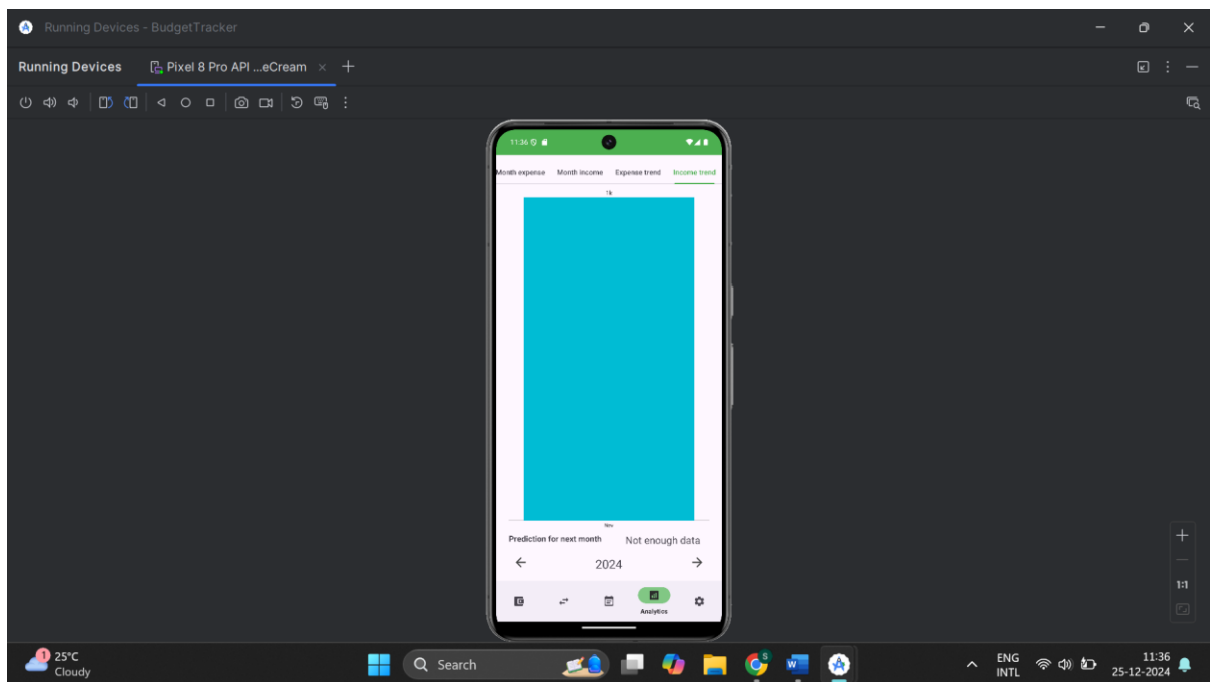 Running Devices - BudgetTracker
Running Devices
Pixel 8 Pro API ...eCream
11:36
Month expense Month income Expense trend Income trend
1k
Nov
Prediction for next month Not enough data
2024
Analytics
1:1
1
25°C
Cloudy
Search
S
W
ENG
INTL
11:36
25-12-2024